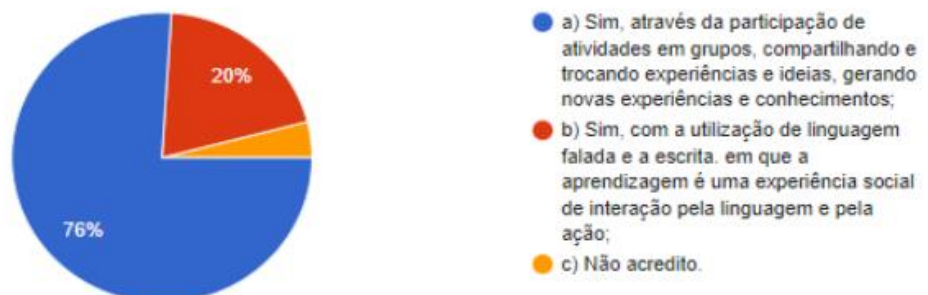 20%
76%
a) Sim, através da participação de
atividades em grupos, compartilhando e
trocando experiências e ideias, gerando
novas experiências e conhecimentos;
b) Sim, com a utilização de linguagem
falada e a escrita. em que a
aprendizagem é uma experiência social
de interação pela linguagem e pela
ação;
c) Não acredito.